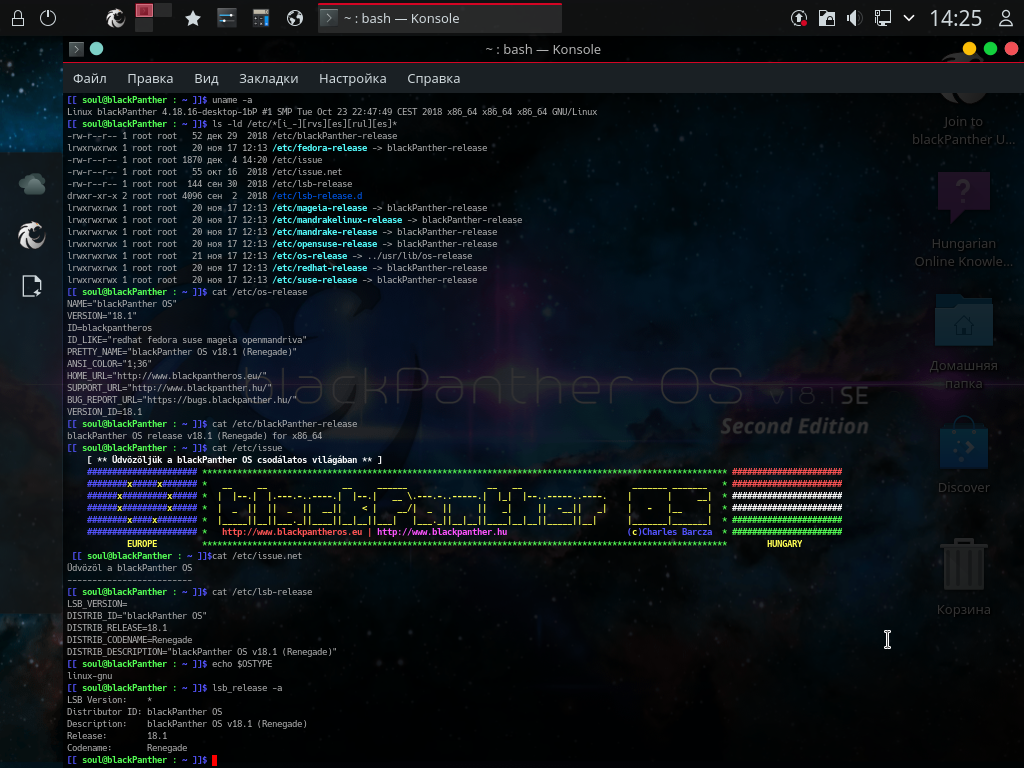 ~ : bash — Konsole
14:25
~ : bash — Konsole
Файл Правка Вид Закладки Настройка Справка
[[ soul@blackPanther : ~ ]]$ uname -a
Linux blackPanther 4.18.16-desktop-1bP #1 SMP Tue Oct 23 22:47:49 CEST 2018 x86_64 x86_64 x86_64 GNU/Linux
[[ soul@blackPanther : ~ ]]$ ls -ld /etc/*[i_-][rvs][es][rul][es]*
-rw-r--r-- 1 root root   52 дек 29  2018 /etc/blackPanther-release
lrwxrwxrwx 1 root root   20 ноя 17 12:13 /etc/fedora-release -> blackPanther-release
-rw-r--r-- 1 root root 1870 дек  4 14:20 /etc/issue
-rw-r--r-- 1 root root   55 окт 16  2018 /etc/issue.net
-rw-r--r-- 1 root root  144 сен 30  2018 /etc/lsb-release
drwxr-xr-x 2 root root 4096 сен  2  2018 /etc/lsb-release.d
lrwxrwxrwx 1 root root   20 ноя 17 12:13 /etc/mageia-release -> blackPanther-release
lrwxrwxrwx 1 root root   20 ноя 17 12:13 /etc/mandrakelinux-release -> blackPanther-release
lrwxrwxrwx 1 root root   20 ноя 17 12:13 /etc/mandrake-release -> blackPanther-release
lrwxrwxrwx 1 root root   20 ноя 17 12:13 /etc/opensuse-release -> blackPanther-release
lrwxrwxrwx 1 root root   21 ноя 17 12:13 /etc/os-release -> ../usr/lib/os-release
lrwxrwxrwx 1 root root   20 ноя 17 12:13 /etc/redhat-release -> blackPanther-release
lrwxrwxrwx 1 root root   20 ноя 17 12:13 /etc/suse-release -> blackPanther-release
[[ soul@blackPanther : ~ ]]$ cat /etc/os-release
NAME="blackPanther OS"
VERSION="18.1"
ID=blackpantheros
ID_LIKE="redhat fedora suse mageia openmandriva"
PRETTY_NAME="blackPanther OS v18.1 (Renegade)"
ANSI_COLOR="1;36"
HOME_URL="http://www.blackpantheros.eu/"
SUPPORT_URL="http://www.blackpanther.hu/"
BUG_REPORT_URL="https://bugs.blackpanther.hu/"
VERSION_ID=18.1
[[ soul@blackPanther : ~ ]]$ cat /etc/blackPanther-release
blackPanther OS release v18.1 (Renegade) for x86_64
[[ soul@blackPanther : ~ ]]$ cat /etc/issue
[ ** Üdvözöljük a blackPanther OS csodálatos világában ** ]
http://www.blackpantheros.eu | http://www.blackpanther.hu (c)Charles Barcza
EUROPE HUNGARY
[[ soul@blackPanther : ~ ]]$cat /etc/issue.net
Üdvözöl a blackPanther OS
-------------------------
[[ soul@blackPanther : ~ ]]$ cat /etc/lsb-release
LSB_VERSION=
DISTRIB_ID="blackPanther OS"
DISTRIB_RELEASE=18.1
DISTRIB_CODENAME=Renegade
DISTRIB_DESCRIPTION="blackPanther OS v18.1 (Renegade)"
[[ soul@blackPanther : ~ ]]$ echo $OSTYPE
linux-gnu
[[ soul@blackPanther : ~ ]]$ lsb_release -a
LSB Version:    *
Distributor ID: blackPanther OS
Description:    blackPanther OS v18.1 (Renegade)
Release:        18.1
Codename:       Renegade
[[ soul@blackPanther : ~ ]]$
blackPanther OS v18.1SE
Second Edition
Join to
blackPanther U...
Hungarian
Online Knowle...
Домашняя
папка
Discover
Корзина